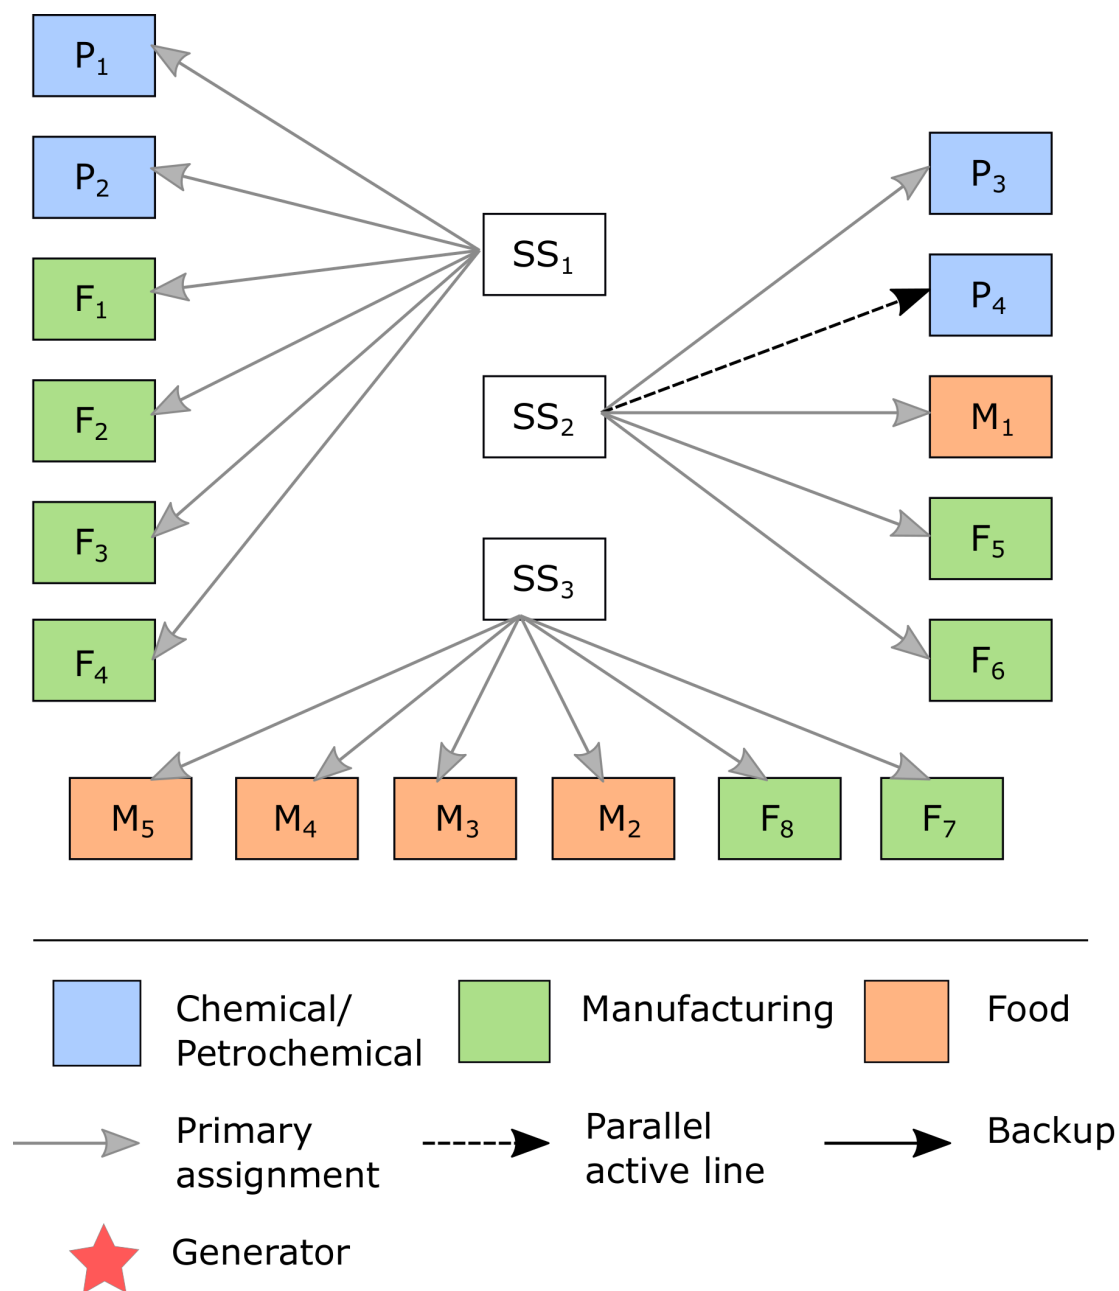 P1
P2
F1
F2
F3
F4
SS1
SS2
SS3
P3
P4
M1
F5
F6
M5
M4
M3
M2
F8
F7
Chemical/
Petrochemical
Manufacturing
Food
Primary
assignment
Parallel
active line
Backup
Generator